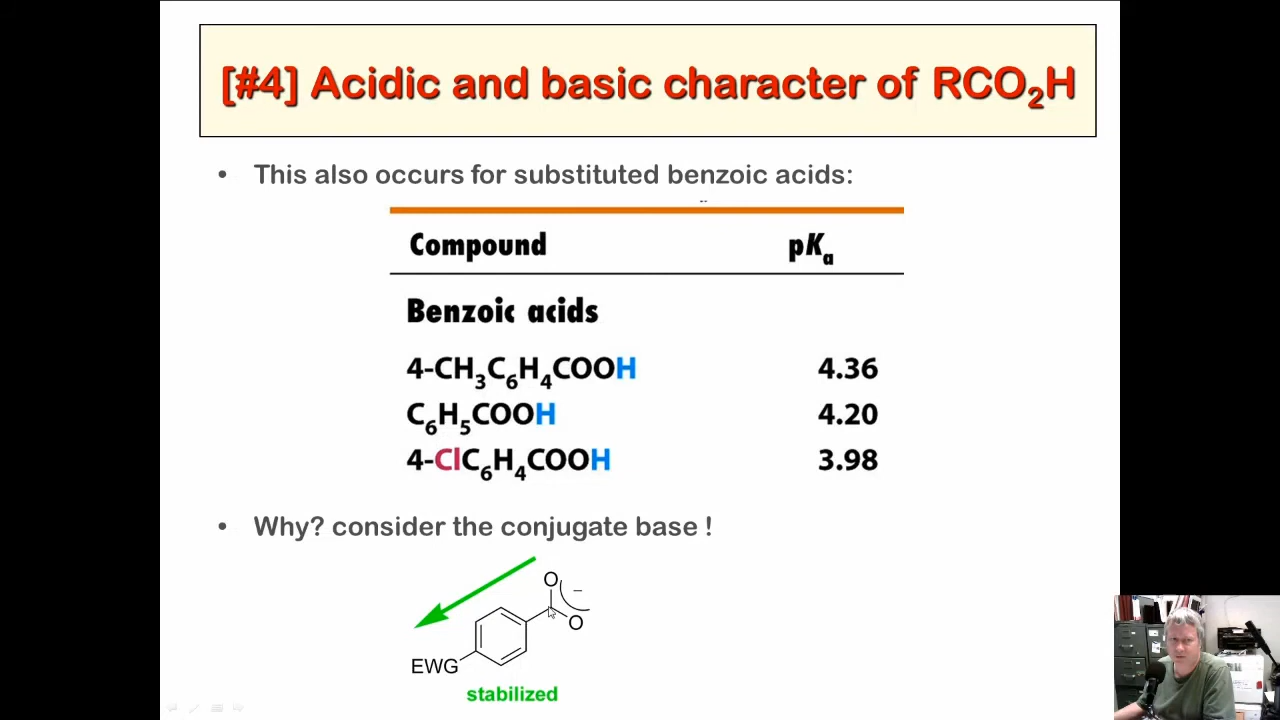 [#4] Acidic and basic character of RCO₂H
• This also occurs for substituted benzoic acids:
Compound pKₐ
Benzoic acids
4-CH₃C₆H₄COOH 4.36
C₆H₅COOH 4.20
4-ClC₆H₄COOH 3.98
• Why? consider the conjugate base !
O
−
O
EWG
stabilized